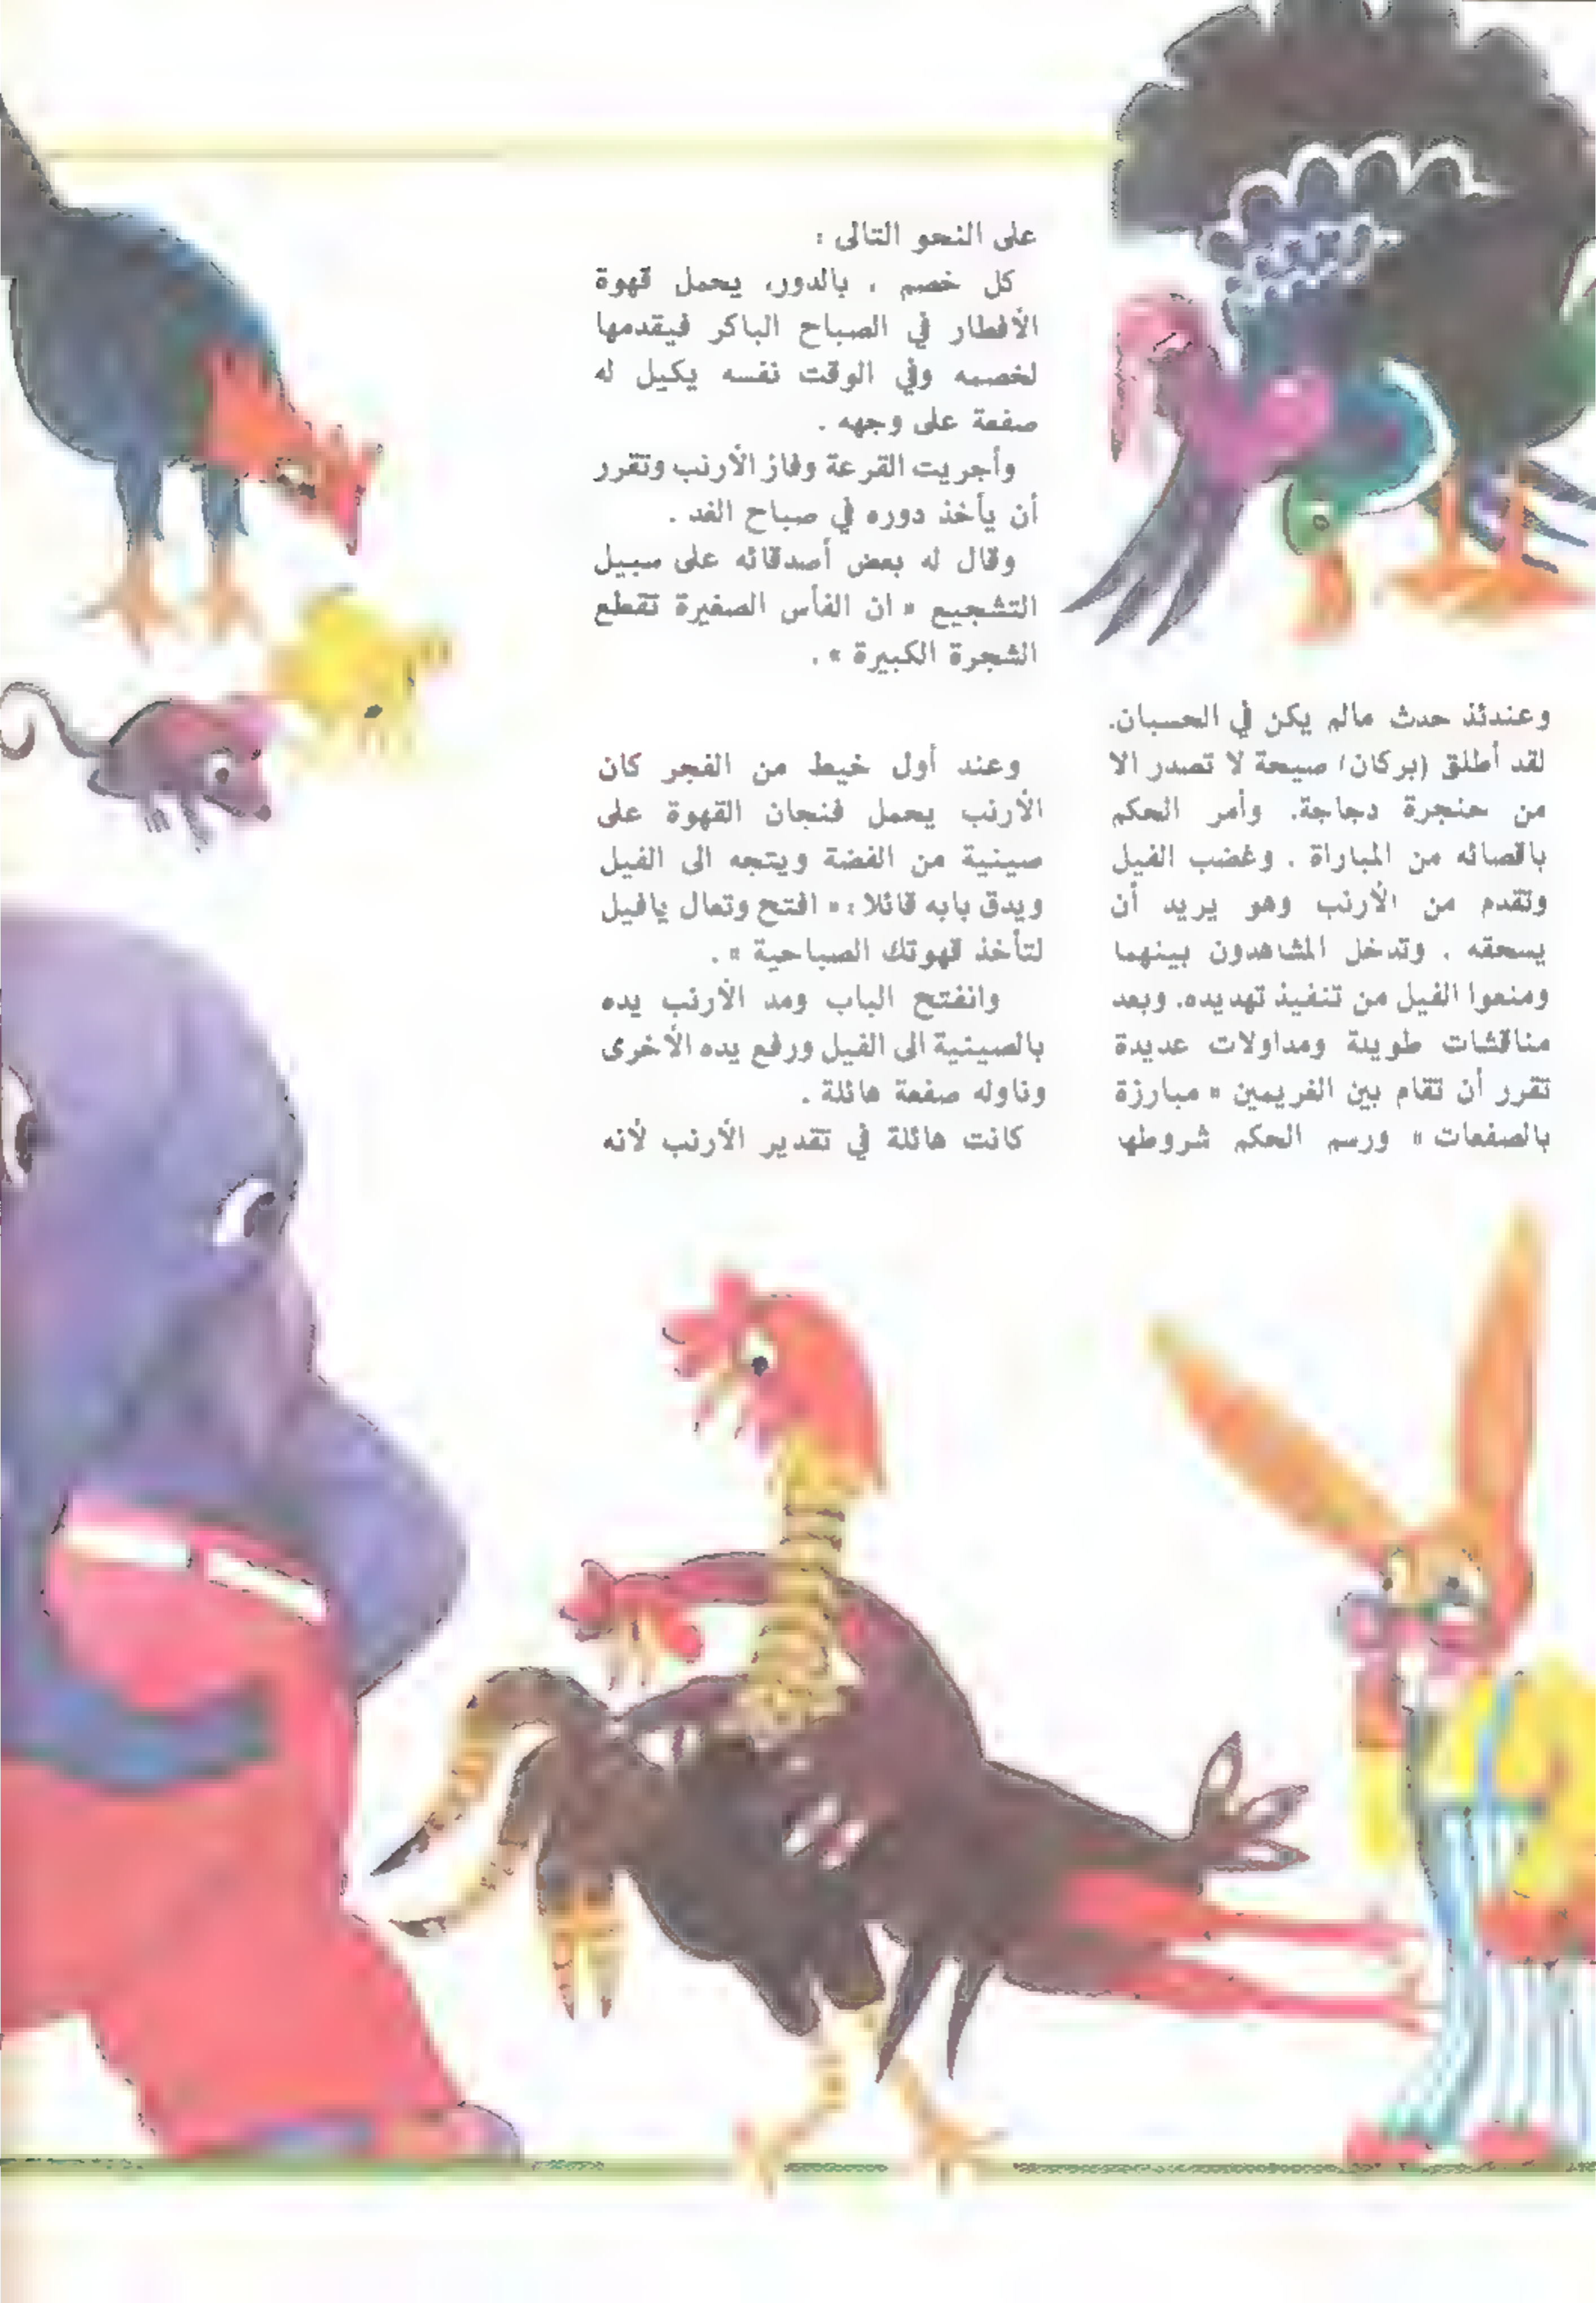 وعندئذ حدث مالم يكن في الحسبان.
لقد أطلق (بركان) صيحة لا تصدر الا
من حنجرة دجاجة. وأمر الحكم
باقصائه من المباراة . وغضب الفيل
وتقدم من الأرنب وهو يريد أن
يسحقه . وتدخل المشاهدون بينهما
ومنعوا الفيل من تنفيذ تهديده. وبعد
مناقشات طويلة ومداولات عديدة
تقرر أن تقام بين الغريمين « مبارزة
بالصفعات » ورسم الحكم شروطها
على النحو التالى :
كل خصم ، بالدور، يحمل قهوة
الأفطار في الصباح الباكر فيقدمها
لخصمه وفي الوقت نفسه يكيل له
صفعة على وجهه .
وأجريت القرعة وفاز الأرنب وتقرر
أن يأخذ دوره في صباح الغد .
وقال له بعض أصدقائه على سبيل
التشجيع « ان الفأس الصغيرة تقطع
الشجرة الكبيرة » .
وعند أول خيط من الفجر كان
الأرنب يحمل فنجان القهوة على
صينية من الفضة ويتجه الى الفيل
ويدق بابه قائلا : « افتح وتعال يافيل
لتأخذ قهوتك الصباحية » .
وانفتح الباب ومد الأرنب يده
بالصينية الى الفيل ورفع يده الأخرى
وناوله صفعة هائلة .
كانت هائلة في تقدير الأرنب لأنه